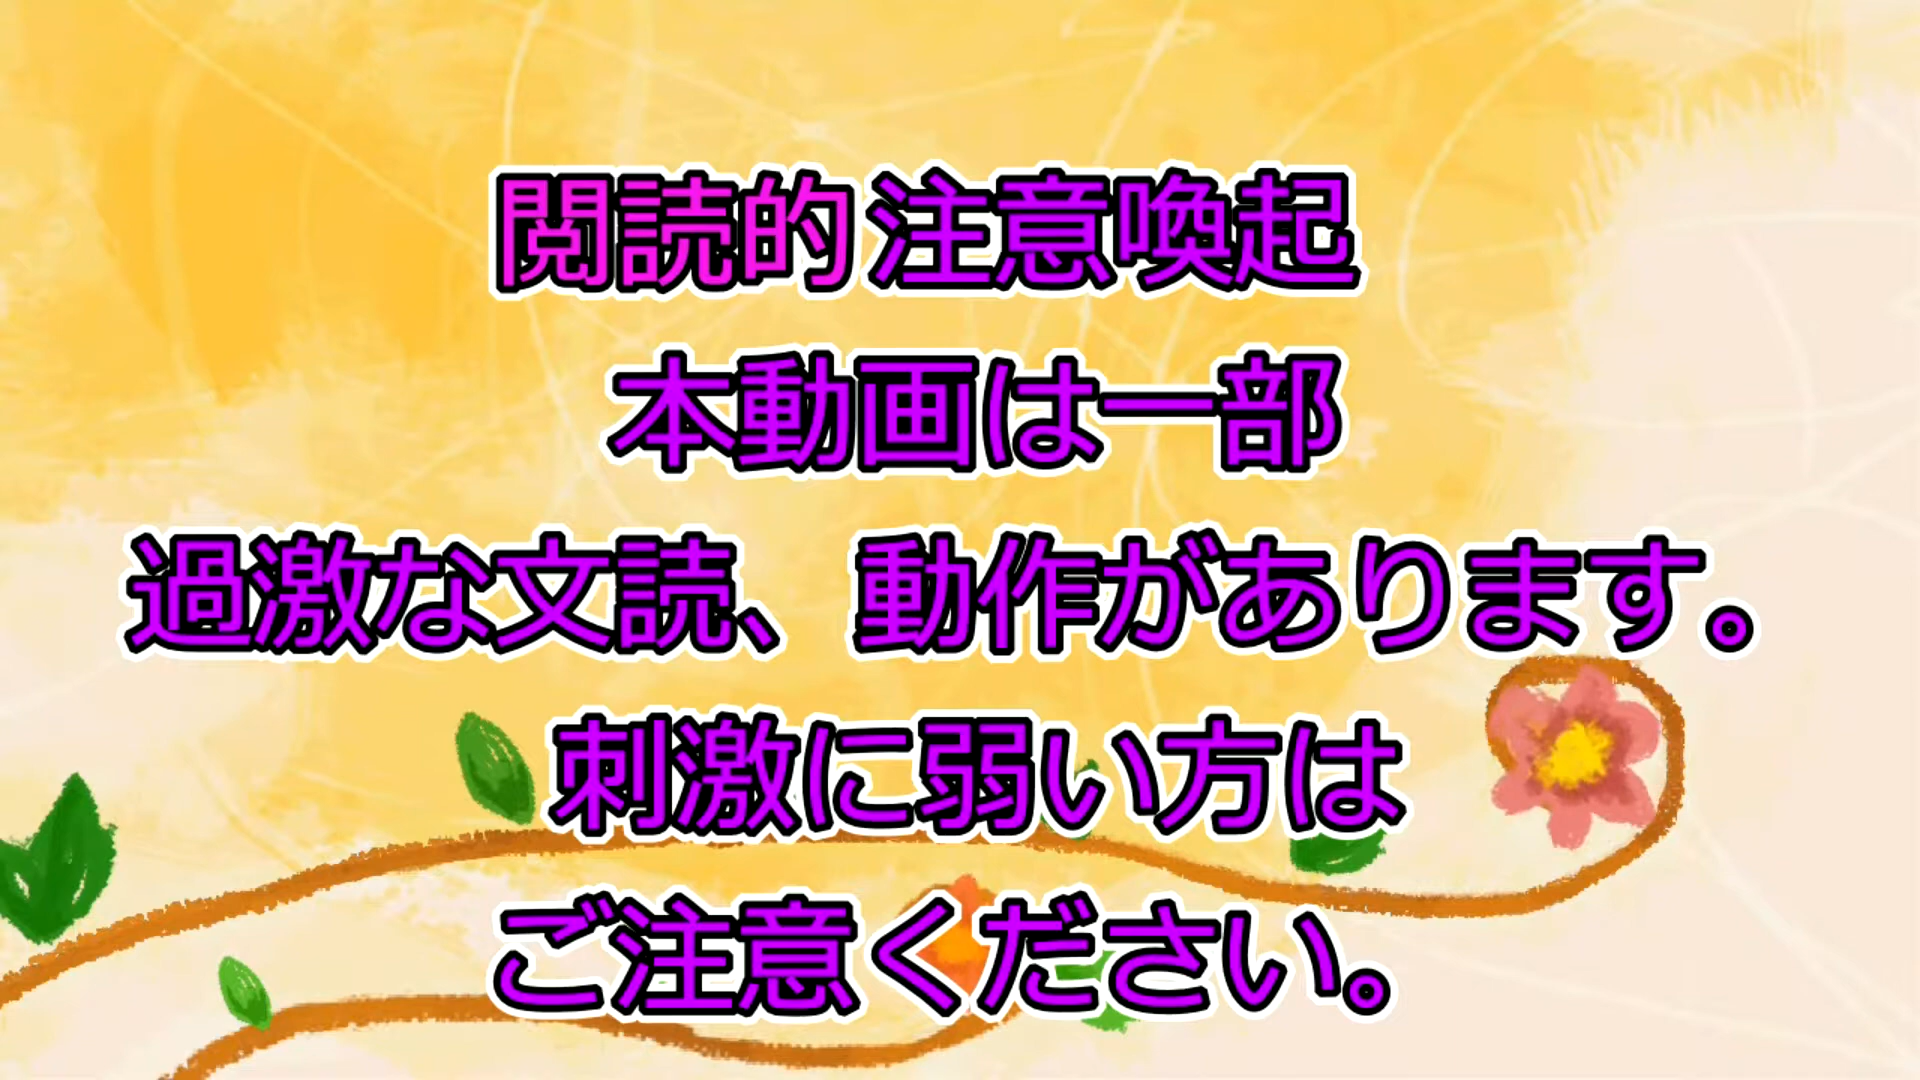 閲読的注意喚起
本動画は一部
過激な文読、動作があります。
刺激に弱い方は
ご注意ください。